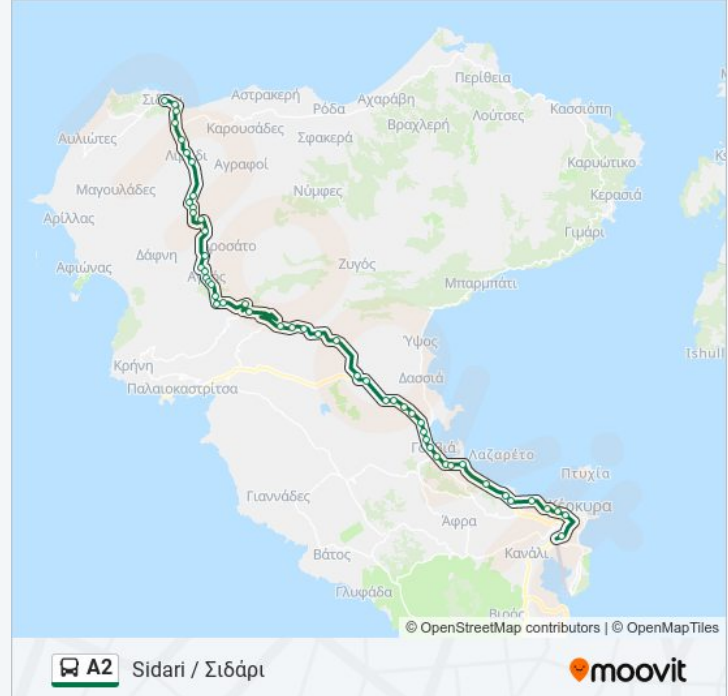 Περίθεια
Αστρακερή
Ρόδα
Αχαράβη
Κασσιόπη
Λούτσες
Καρουσάδες
Βραχλερή
Σφακερά
Αυλιώτες
Αγραφοί
Καρυώτικο
Μαγουλάδες
Νύμφες
Κερασιά
Αρίλλας
Γιμάρι
Δάφνη
Αφιώνας
Ζυγός
Μπαρμπάτι
Ύψος
Ishull
Κρήνη
Δασσιά
Παλαιοκαστρίτσα
Λαζαρέτο
Πτυχία
Γιαννάδες
Κέρκυρα
Άφρα
Κανάλι
Βάτος
Γλυφάδα
© OpenStreetMap contributors | © OpenMapTiles
A2 Sidari / Σιδάρι moovit